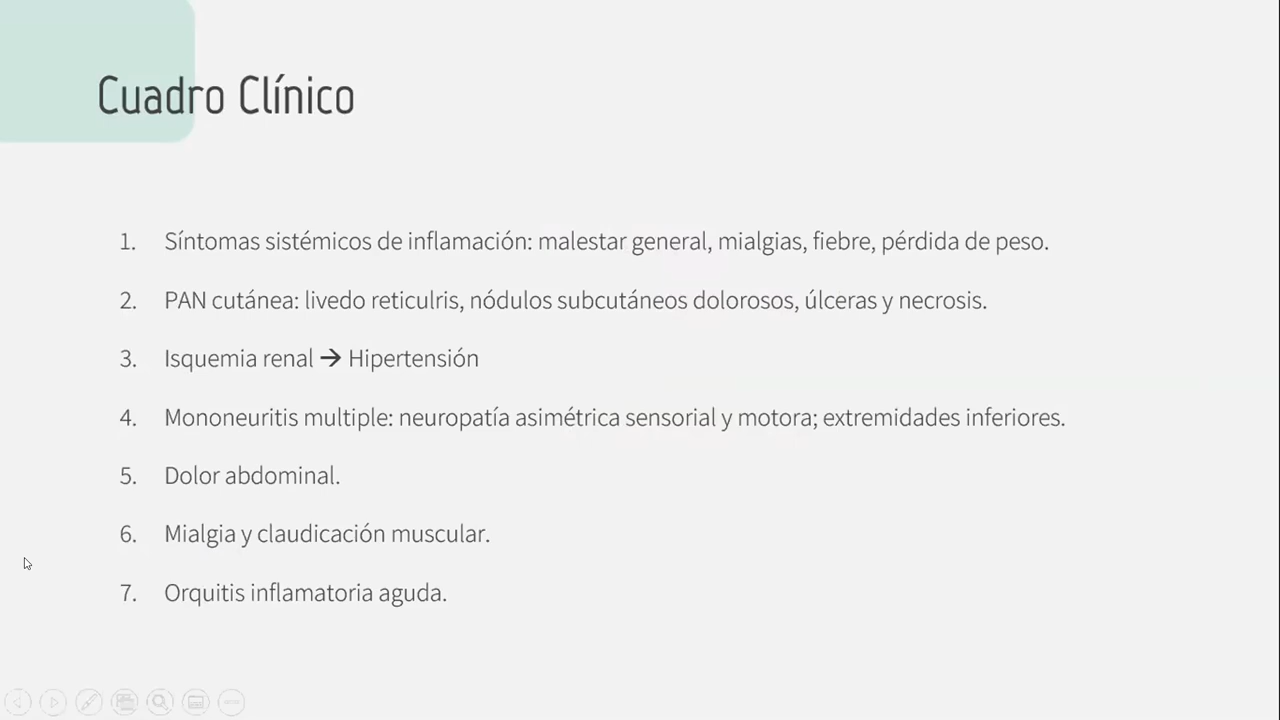 Cuadro Clínico
1. Síntomas sistémicos de inflamación: malestar general, mialgias, fiebre, pérdida de peso.
2. PAN cutánea: livedo reticulris, nódulos subcutáneos dolorosos, úlceras y necrosis.
3. Isquemia renal → Hipertensión
4. Mononeuritis multiple: neuropatía asimétrica sensorial y motora; extremidades inferiores.
5. Dolor abdominal.
6. Mialgia y claudicación muscular.
7. Orquitis inflamatoria aguda.